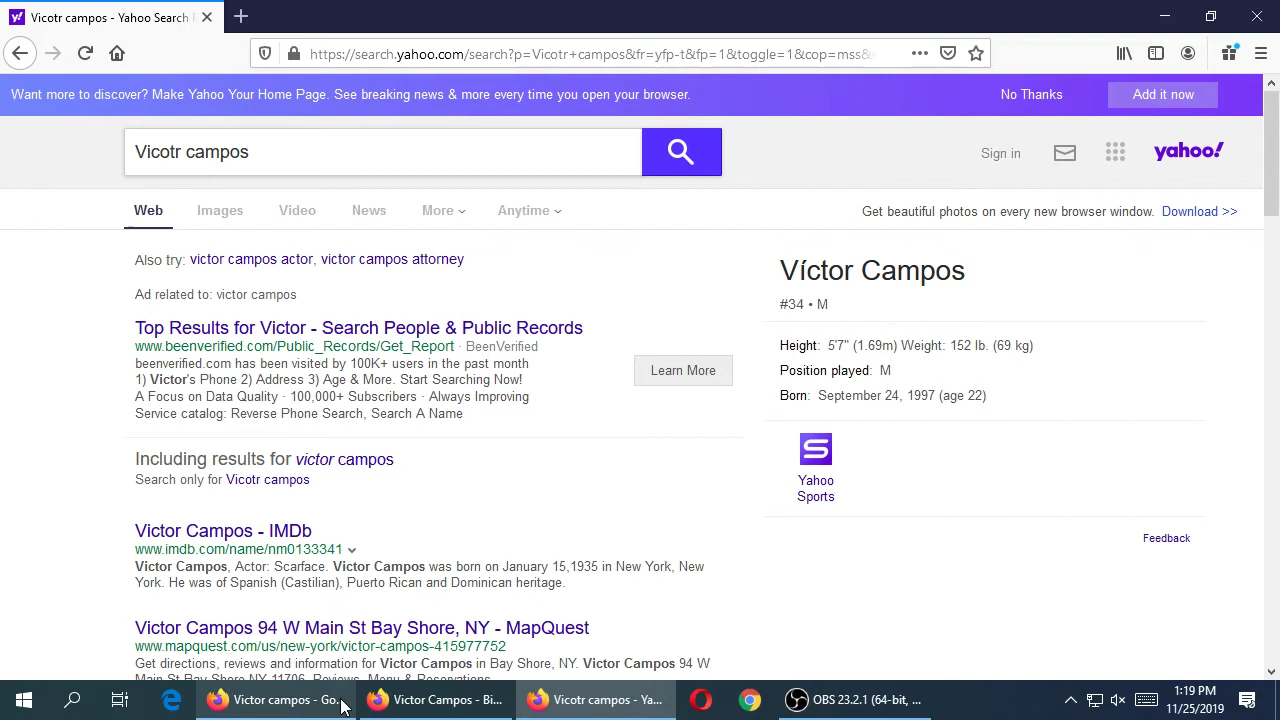 Vicotr campos - Yahoo Search
https://search.yahoo.com/search?p=Vicotr+campos&fr=yfp-t&fp=1&toggle=1&cop=mss&
Want more to discover? Make Yahoo Your Home Page. See breaking news & more every time you open your browser.
No Thanks
Add it now
Vicotr campos
Sign in
yahoo!
Web Images Video News More Anytime
Get beautiful photos on every new browser window. Download >>
Also try: victor campos actor, victor campos attorney
Ad related to: victor campos
Top Results for Victor - Search People & Public Records
www.beenverified.com/Public_Records/Get_Report · BeenVerified
beenverified.com has been visited by 100K+ users in the past month
1) Victor's Phone 2) Address 3) Age & More. Start Searching Now!
A Focus on Data Quality · 100,000+ Subscribers · Always Improving
Service catalog: Reverse Phone Search, Search A Name
Learn More
Including results for victor campos
Search only for Vicotr campos
Victor Campos - IMDb
www.imdb.com/name/nm0133341
Victor Campos, Actor: Scarface. Victor Campos was born on January 15,1935 in New York, New
York. He was of Spanish (Castilian), Puerto Rican and Dominican heritage.
Victor Campos 94 W Main St Bay Shore, NY - MapQuest
www.mapquest.com/us/new-york/victor-campos-415977752
Get directions, reviews and information for Victor Campos in Bay Shore, NY. Victor Campos 94 W
Main St Bay Shore NY 11706. Reviews, Menu & Reservations
Víctor Campos
#34 • M
Height: 5'7" (1.69m) Weight: 152 lb. (69 kg)
Position played: M
Born: September 24, 1997 (age 22)
Yahoo
Sports
Feedback
Victor campos - Go...
Victor Campos - Bi...
Vicotr campos - Ya...
OBS 23.2.1 (64-bit, ...
1:19 PM
11/25/2019